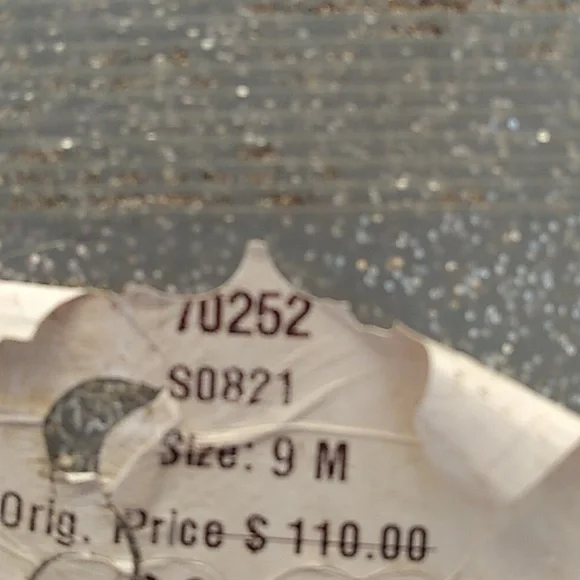 70252
S0821
Size: 9 M
Orig. Price $ 110.00